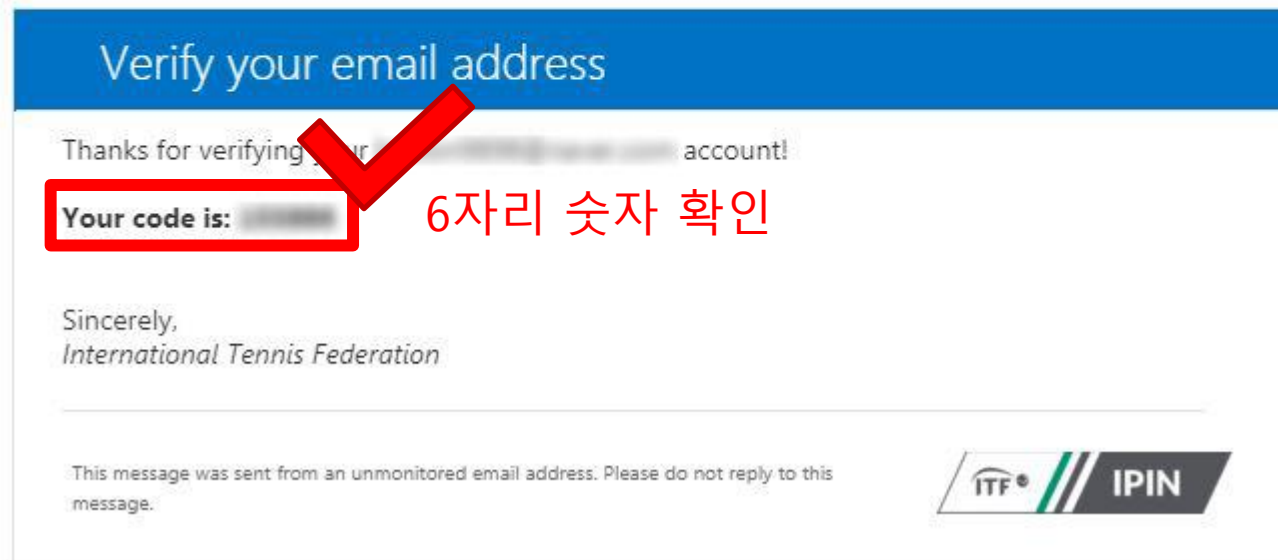 Verify your email address
Thanks for verifying your account!
Your code is:
6자리 숫자 확인
Sincerely,
International Tennis Federation
This message was sent from an unmonitored email address. Please do not reply to this
message.
ITF® IPIN